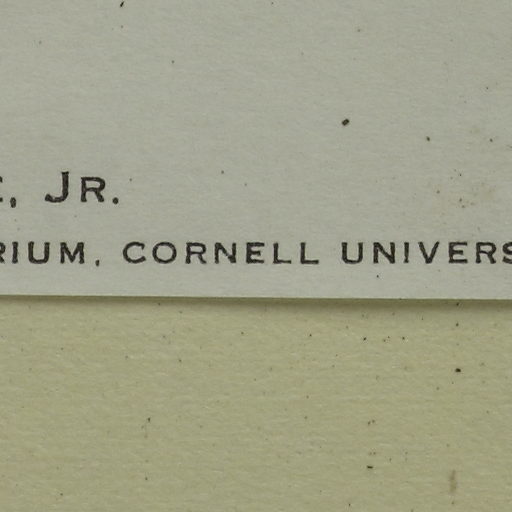 , JR.
RIUM, CORNELL UNIVERS